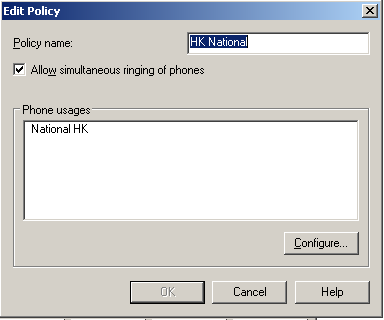 Edit Policy
Policy name: HK National
Allow simultaneous ringing of phones
Phone usages
National HK
Configure...
OK Cancel Help